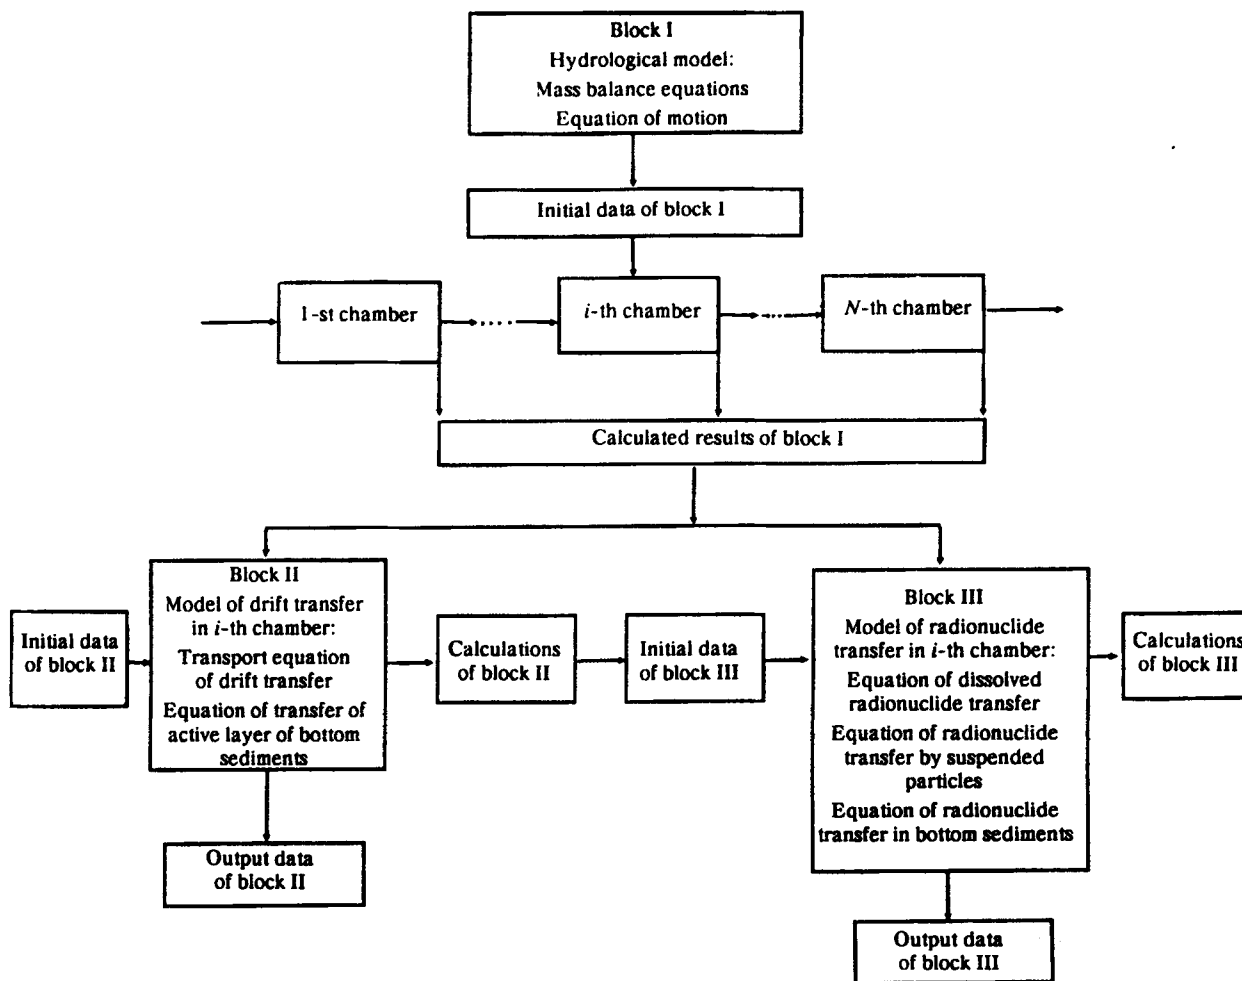 Block I
Hydrological model:
Mass balance equations
Equation of motion
Initial data of block I
1-st chamber
i-th chamber
N-th chamber
Calculated results of block I
Block II
Model of drift transfer
in i-th chamber:
Transport equation
of drift transfer
Equation of transfer of
active layer of bottom
sediments
Initial data
of block II
Calculations
of block II
Initial data
of block III
Block III
Model of radionuclide
transfer in i-th chamber:
Equation of dissolved
radionuclide transfer
Equation of radionuclide
transfer by suspended
particles
Equation of radionuclide
transfer in bottom sediments
Calculations
of block III
Output data
of block II
Output data
of block III